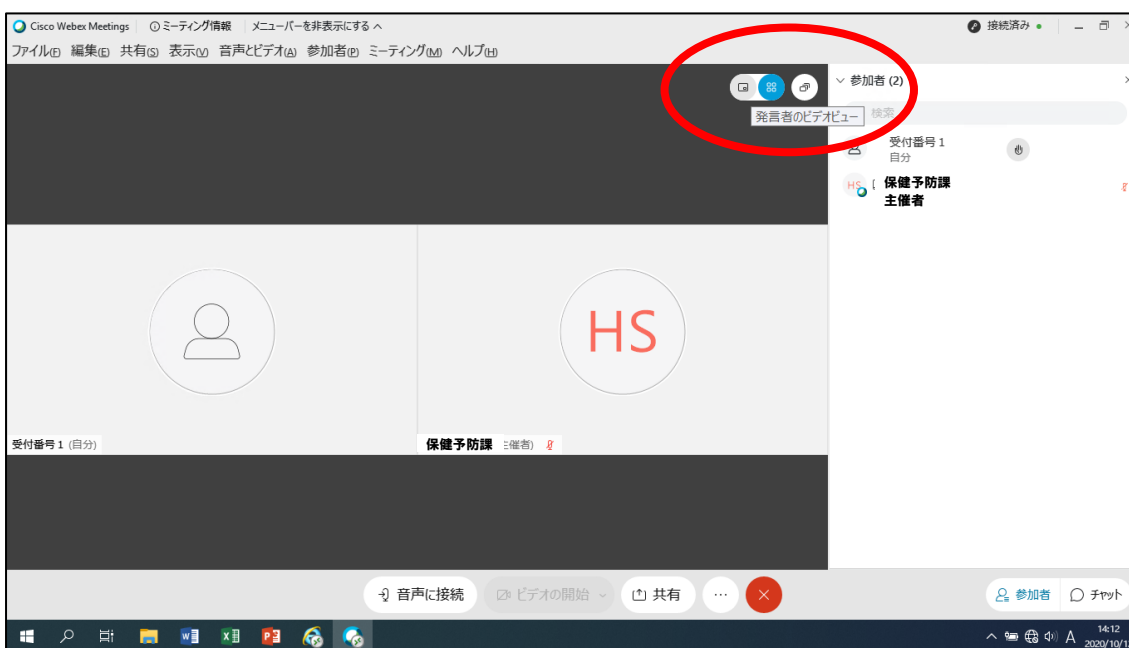 Cisco Webex Meetings ミーティング情報 メニューバーを非表示にする 接続済み
ファイル(F) 編集(E) 共有(S) 表示(V) 音声とビデオ(A) 参加者(P) ミーティング(M) ヘルプ(H)
参加者 (2)
発言者のビデオビュー
検索
受付番号 1
自分
HS 保健予防課
主催者
HS
受付番号 1 (自分)
保健予防課 催者)
音声に接続 ビデオの開始 共有 … ×
参加者 チャット
A 14:12